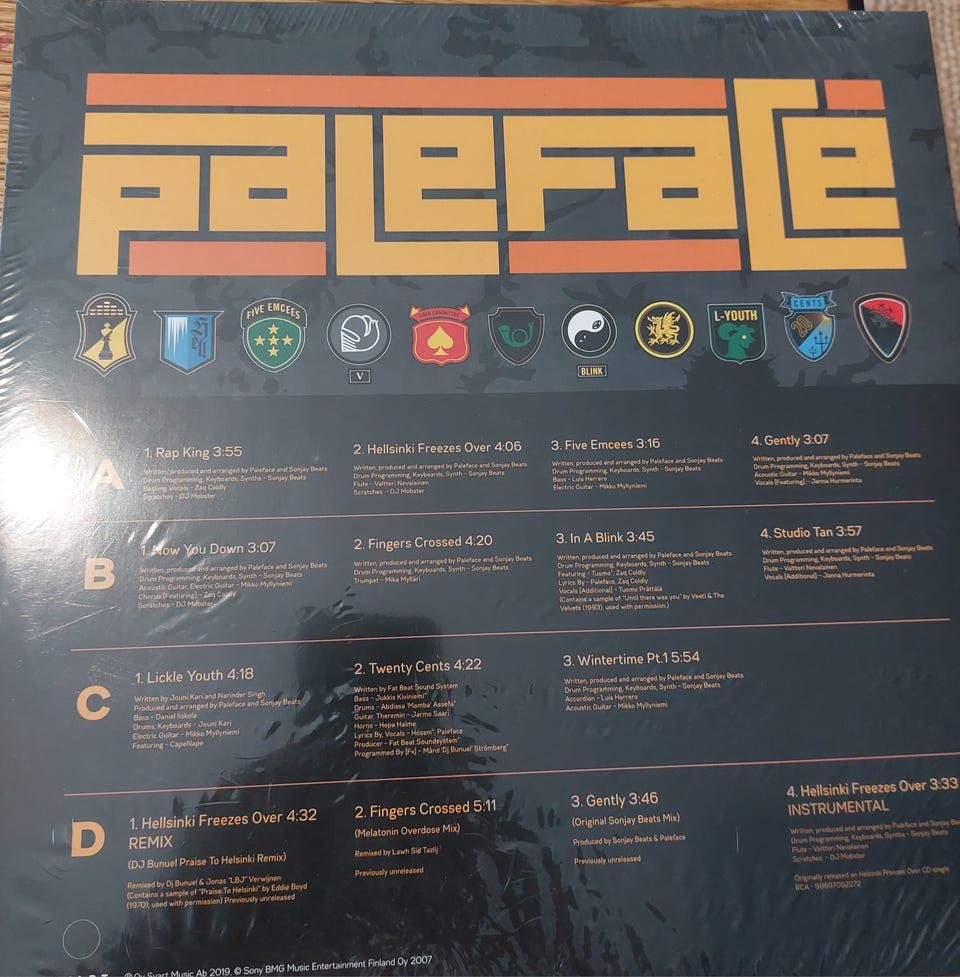 PALEFACE
FIVE EMCEES
GOLD COMMITTEE
L-YOUTH
CENTS
20
V
BLINK
A
1. Rap King 3:55
Written, produced and arranged by Paleface and Sonjay Beats
Drum Programming, Keyboards, Synths - Sonjay Beats
Backing Vocals - Zaq Coldly
Scratches - DJ Mobster
2. Hellsinki Freezes Over 4:06
Written, produced and arranged by Paleface and Sonjay Beats
Drum Programming, Keyboards, Synth - Sonjay Beats
Flute - Valtteri Nevalainen
Scratches - DJ Mobster
3. Five Emcees 3:16
Written, produced and arranged by Paleface and Sonjay Beats
Drum Programming, Keyboards, Synth - Sonjay Beats
Bass - Luis Herrero
Electric Guitar - Mikko Myllyniemi
4. Gently 3:07
Written, produced and arranged by Paleface and Sonjay Beats
Drum Programming, Keyboards, Synth - Sonjay Beats
Acoustic Guitar - Mikko Myllyniemi
Vocals [Featuring] - Janna Hurmerinta
B
1. How You Down 3:07
Written, produced and arranged by Paleface and Sonjay Beats
Drum Programming, Keyboards, Synth - Sonjay Beats
Acoustic Guitar, Electric Guitar - Mikko Myllyniemi
Chorus [Featuring] - Zaq Coldly
Scratches - DJ Mobster
2. Fingers Crossed 4:20
Written, produced and arranged by Paleface and Sonjay Beats
Drum Programming, Keyboards, Synth - Sonjay Beats
Trumpet - Mika Mylläri
3. In A Blink 3:45
Written, produced and arranged by Paleface and Sonjay Beats
Drum Programming, Keyboards, Synth - Sonjay Beats
Featuring - Tuomo*, Zaq Coldly
Lyrics By - Paleface, Zaq Coldly
Vocals [Additional] - Tuomo Prättälä
(Contains a sample of "Until there was you" by Veeti & The
Velvets (1993), used with permission.)
4. Studio Tan 3:57
Written, produced and arranged by Paleface and Sonjay Beats
Drum Programming, Keyboards, Synth - Sonjay Beats
Flute - Valtteri Nevalainen
Vocals [Additional] - Janna Hurmerinta
C
1. Lickle Youth 4:18
Written by Jouni Kari and Narinder Singh
Produced and arranged by Paleface and Sonjay Beats
Bass - Daniel Iiskola
Drums, Keyboards - Jouni Kari
Electric Guitar - Mikko Myllyniemi
Featuring - CapeNape
2. Twenty Cents 4:22
Written by Fat Beat Sound System
Bass - Jukkis Kiviniemi*
Drums - Abdissa 'Mamba' Assefa*
Guitar, Theremin - Jarmo Saari
Horns - Hepa Halme
Lyrics By, Vocals - Hosani*, Paleface
Producer - Fat Beat Soundsystem*
Programmed By [Fx] - Måns 'Dj Bunuel' Strömberg*
3. Wintertime Pt.1 5:54
Written, produced and arranged by Paleface and Sonjay Beats
Drum Programming, Keyboards, Synth - Sonjay Beats
Accordion - Luis Herrero
Acoustic Guitar - Mikko Myllyniemi
D
1. Hellsinki Freezes Over 4:32
REMIX
(DJ Bunuel Praise To Helsinki Remix)
Remixed by Dj Bunuel & Jonas "LBJ" Verwijnen
(Contains a sample of "Praise To Helsinki" by Eddie Boyd
(1970), used with permission) Previously unreleased
2. Fingers Crossed 5:11
(Melatonin Overdose Mix)
Remixed by Lawh Sid Tazlij
Previously unreleased
3. Gently 3:46
(Original Sonjay Beats Mix)
Produced by Sonjay Beats & Paleface
Previously unreleased
4. Hellsinki Freezes Over 3:33
INSTRUMENTAL
Written, produced and arranged by Paleface and Sonjay
Drum Programming, Keyboards, Synths - Sonjay Beats
Flute - Valtteri Nevalainen
Scratches - DJ Mobster
Originally released on Helsinki Freezes Over CD single,
RCA - 88697052272
℗ Oy Svart Music Ab 2019, © Sony BMG Music Entertainment Finland Oy 2007